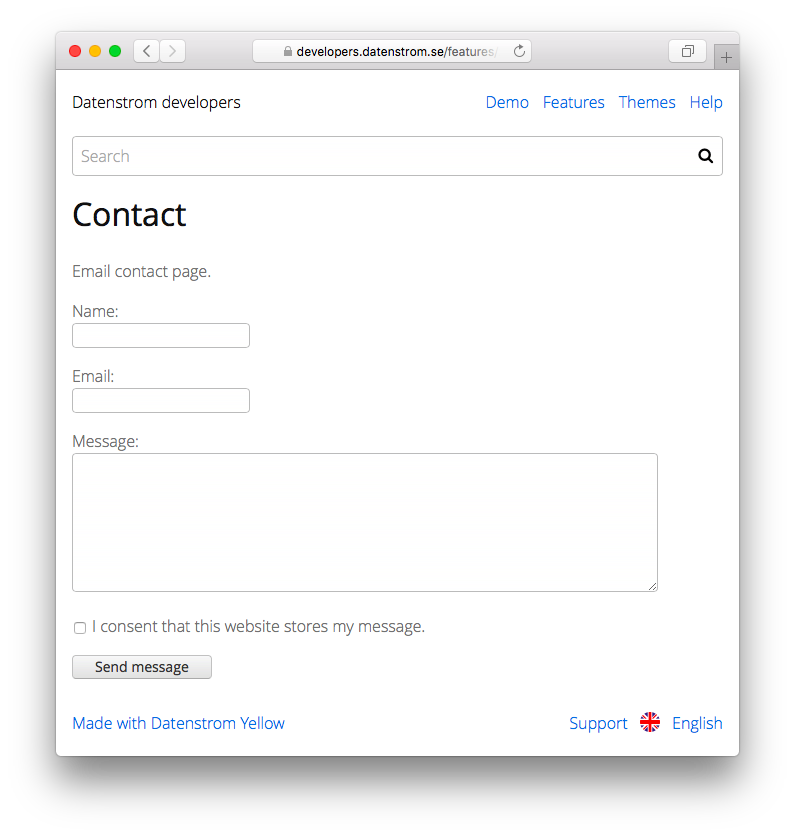 developers.datenstrom.se/features/
Datenstrom developers Demo Features Themes Help
Search
Contact
Email contact page.
Name:
Email:
Message:
I consent that this website stores my message.
Send message
Made with Datenstrom Yellow Support English